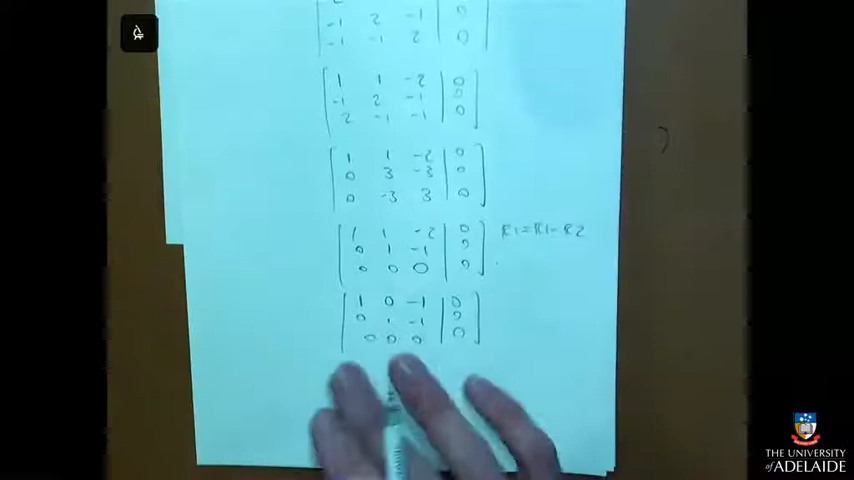 -1 2 -1 | 0
-1 -1 2 | 0
1 1 -2 | 0
-1 2 -1 | 0
2 -1 -1 | 0
1 1 -2 | 0
0 3 -3 | 0
0 -3 3 | 0
1 1 -2 | 0 R1=R1-R2
0 1 -1 | 0
0 0 0 | 0
1 0 -1 | 0
0 1 -1 | 0
0 0 0 | 0
THE UNIVERSITY
of ADELAIDE